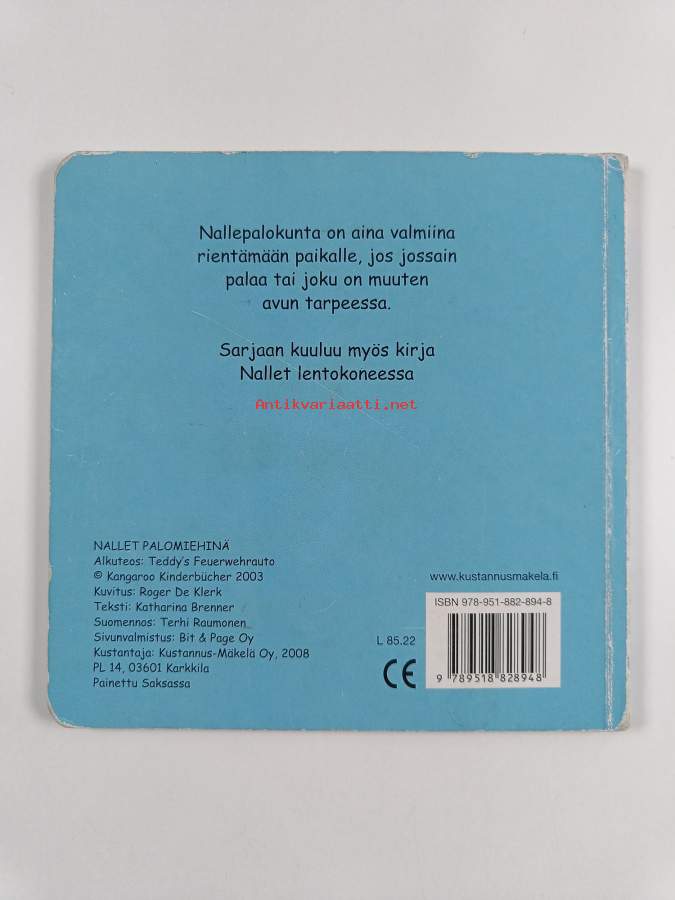 Nallepalokunta on aina valmiina
rientämään paikalle, jos jossain
palaa tai joku on muuten
avun tarpeessa.
Sarjaan kuuluu myös kirja
Nallet lentokoneessa
Antikvariaatti.net
NALLET PALOMIEHINÄ
Alkuteos: Teddy's Feuerwehrauto
© Kangaroo Kinderbücher 2003
Kuvitus: Roger De Klerk
Teksti: Katharina Brenner
Suomennos: Terhi Raumonen
Sivunvalmistus: Bit & Page Oy
Kustantaja: Kustannus-Mäkelä Oy, 2008
PL 14, 03601 Karkkila
Painettu Saksassa
www.kustannusmakela.fi
ISBN 978-951-882-894-8
L 85.22
CE
9 789518 828948